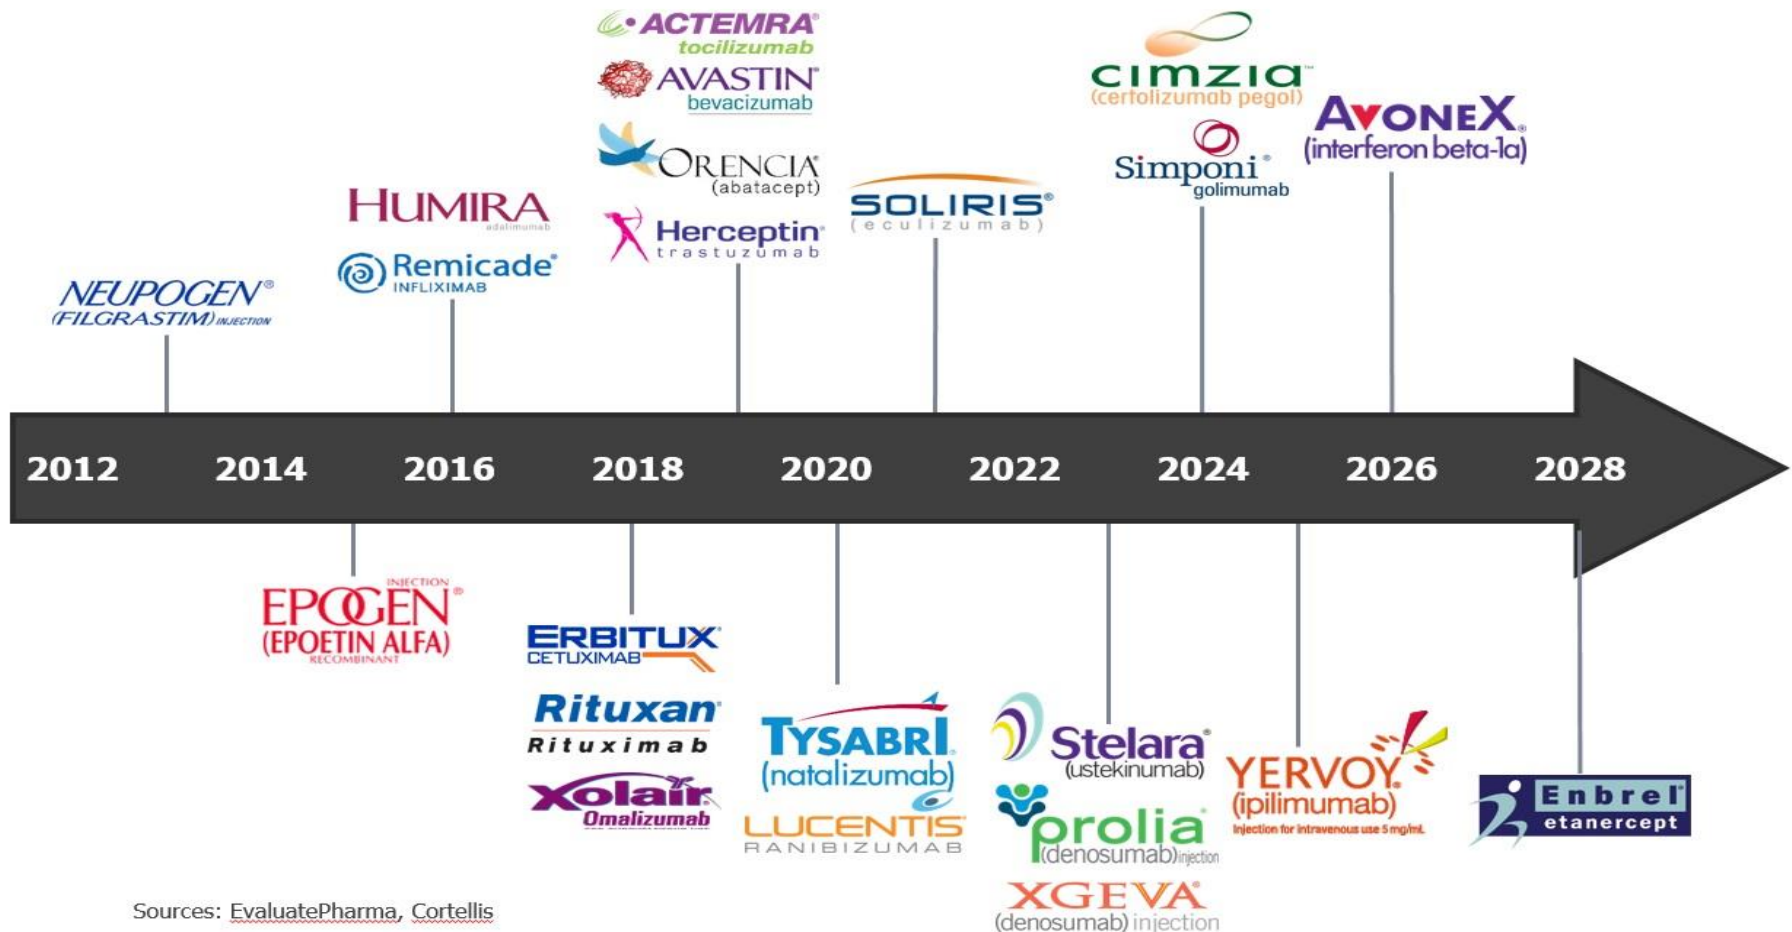 ACTEMRA®
tocilizumab
AVASTIN®
bevacizumab
ORENCIA®
(abatacept)
Herceptin®
trastuzumab
cimzia™
(certolizumab pegol)
Simponi®
golimumab
AVONEX®
(interferon beta-1a)
SOLIRIS®
(eculizumab)
HUMIRA
adalimumab
Remicade®
INFLIXIMAB
NEUPOGEN®
(FILGRASTIM) INJECTION
2012 2014 2016 2018 2020 2022 2024 2026 2028
INJECTION
EPOGEN®
(EPOETIN ALFA)
RECOMBINANT
ERBITUX®
CETUXIMAB
Rituxan®
Rituximab
Xolair®
Omalizumab
TYSABRI®
(natalizumab)
LUCENTIS®
RANIBIZUMAB
Stelara®
(ustekinumab)
prolia®
(denosumab) injection
XGEVA®
(denosumab) injection
YERVOY®
(ipilimumab)
Injection for intravenous use 5 mg/mL
Enbrel®
etanercept
Sources: EvaluatePharma, Cortellis